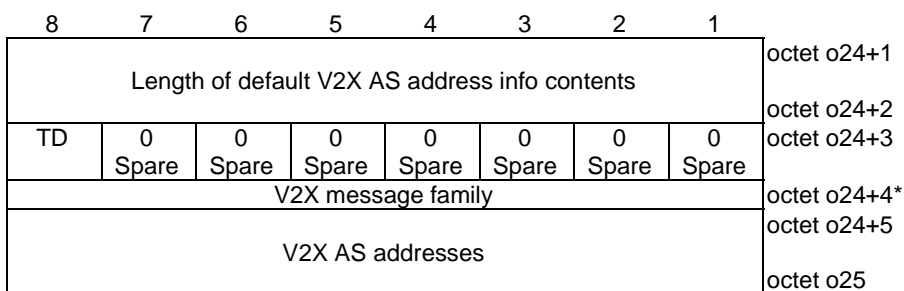 8 7 6 5 4 3 2 1
octet o24+1
Length of default V2X AS address info contents
octet o24+2
TD 0 0 0 0 0 0 0 octet o24+3
Spare Spare Spare Spare Spare Spare Spare
V2X message family octet o24+4*
octet o24+5
V2X AS addresses
octet o25